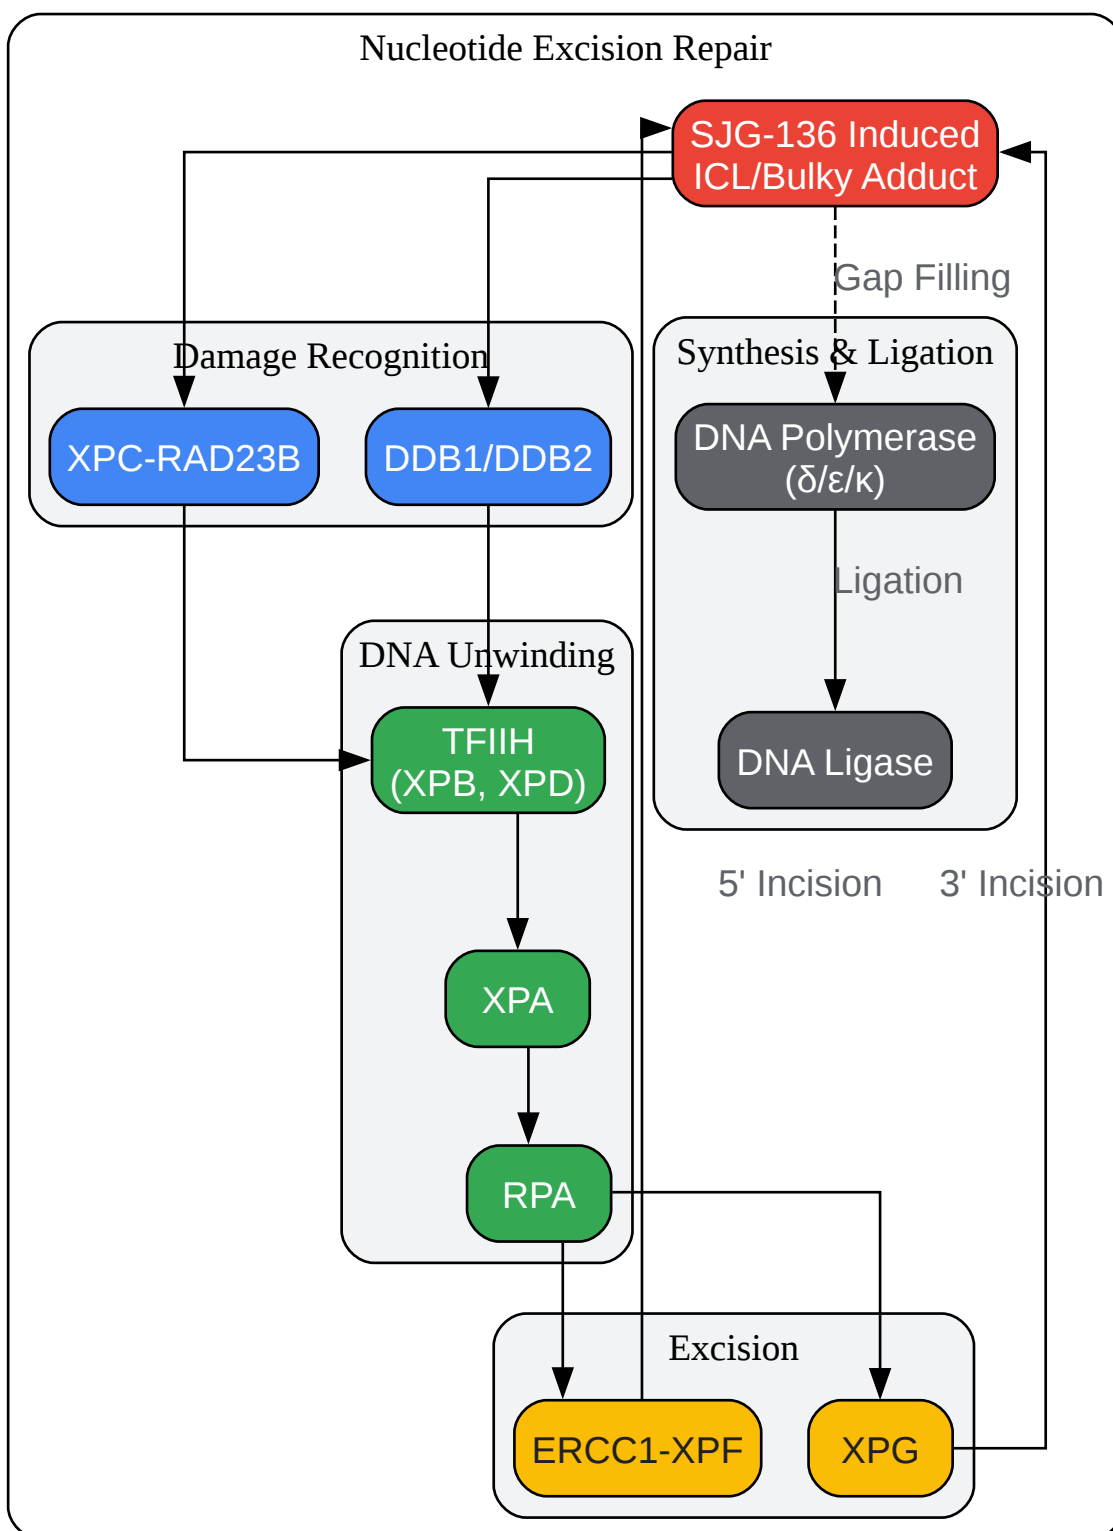 Nucleotide Excision Repair
SJG-136 Induced
ICL/Bulky Adduct
Gap Filling
Damage Recognition
Synthesis & Ligation
XPC-RAD23B
DDB1/DDB2
DNA Polymerase
(δ/ε/κ)
Ligation
DNA Unwinding
TFIIH
(XPB, XPD)
DNA Ligase
5' Incision
3' Incision
XPA
RPA
Excision
ERCC1-XPF
XPG